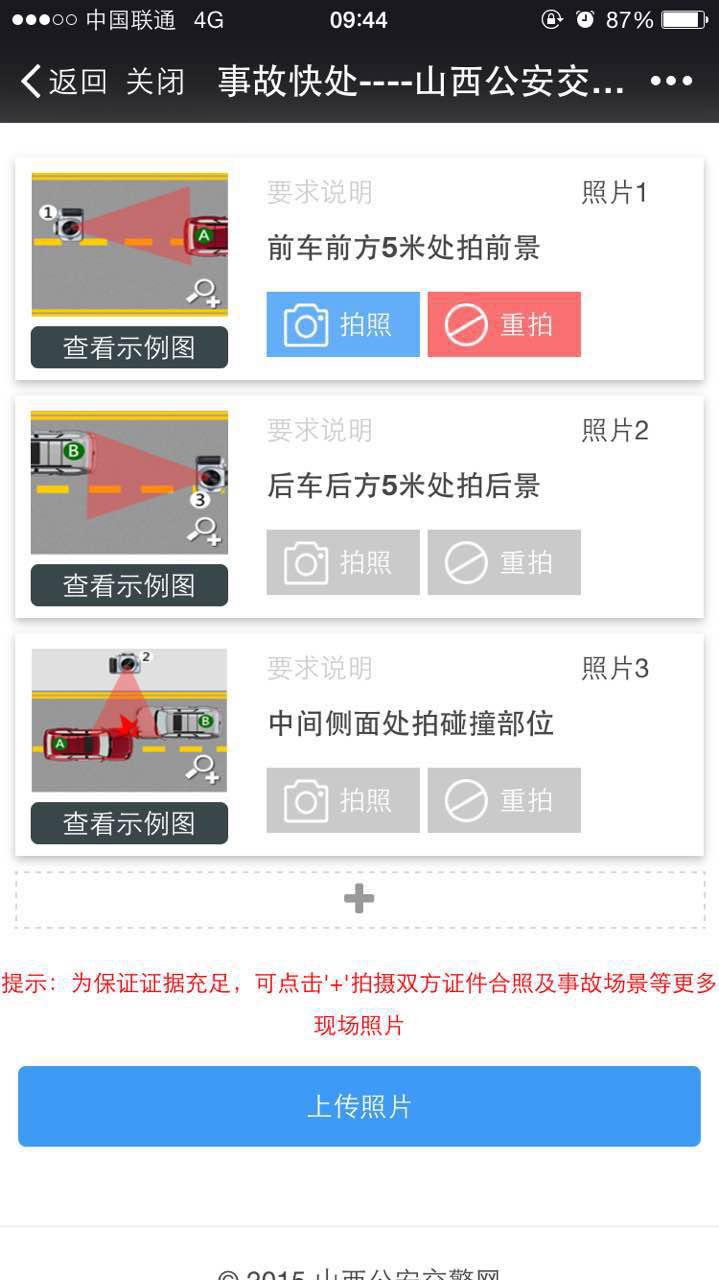 中国联通 4G 09:44 87%
返回 关闭 事故快处----山西公安交...
1
A
查看示例图
要求说明 照片1
前车前方5米处拍前景
拍照 重拍
B
3
查看示例图
要求说明 照片2
后车后方5米处拍后景
拍照 重拍
2
A
B
查看示例图
要求说明 照片3
中间侧面处拍碰撞部位
拍照 重拍
提示：为保证证据充足，可点击'+'拍摄双方证件合照及事故场景等更多
现场照片
上传照片
© 2015 山西公安交警网